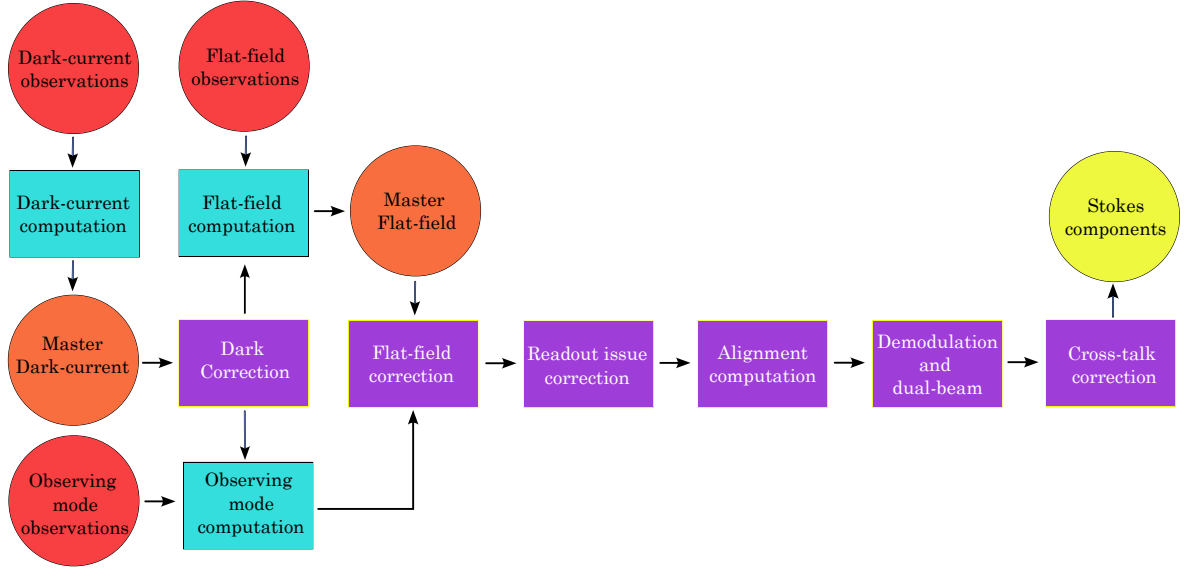 Dark-current
observations
Flat-field
observations
Dark-current
computation
Flat-field
computation
Master
Flat-field
Stokes
components
Master
Dark-current
Dark
Correction
Flat-field
correction
Readout issue
correction
Alignment
computation
Demodulation
and
dual-beam
Cross-talk
correction
Observing
mode
observations
Observing
mode
computation